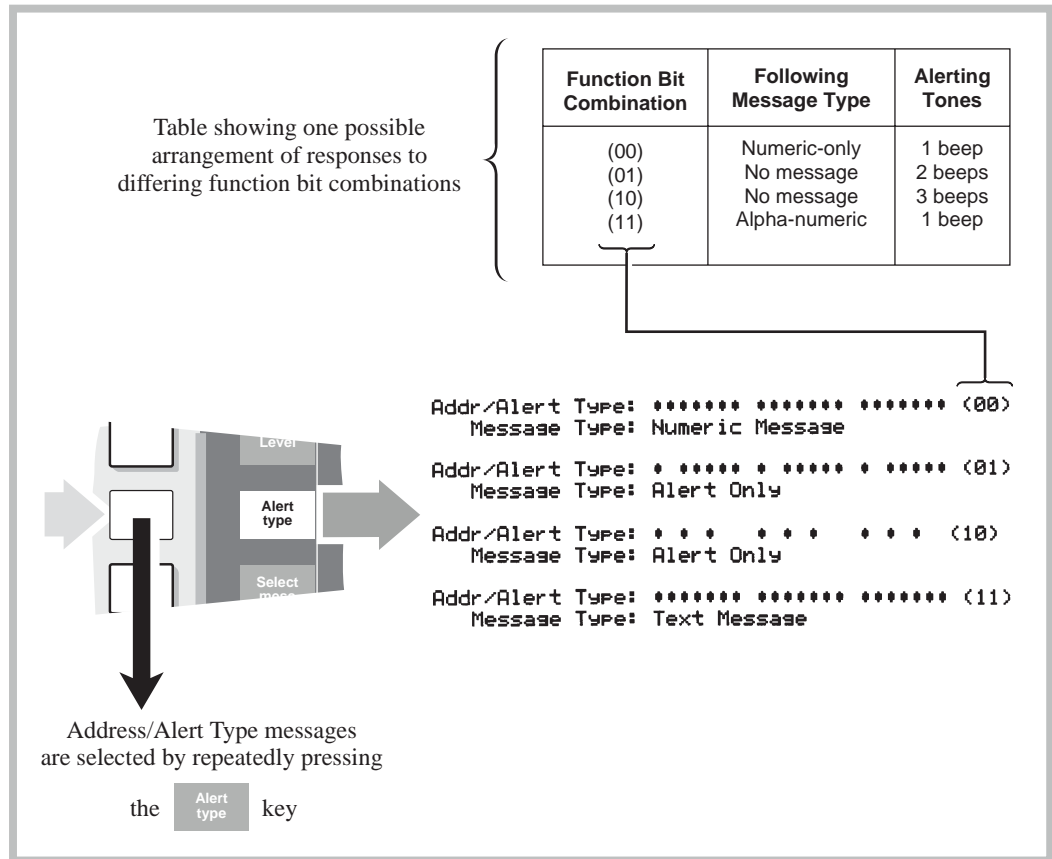 Table showing one possible
arrangement of responses to
differing function bit combinations
Function Bit Combination Following Message Type Alerting Tones
(00) Numeric-only 1 beep
(01) No message 2 beeps
(10) No message 3 beeps
(11) Alpha-numeric 1 beep
Addr/Alert Type: ♦♦♦♦♦♦♦ ♦♦♦♦♦♦♦ ♦♦♦♦♦♦♦ (00)
Message Type: Numeric Message
Addr/Alert Type: ♦ ♦♦♦♦♦ ♦ ♦♦♦♦♦ ♦ ♦♦♦♦♦ (01)
Message Type: Alert Only
Addr/Alert Type: ♦ ♦ ♦ ♦ ♦ ♦ ♦ ♦ ♦ (10)
Message Type: Alert Only
Addr/Alert Type: ♦♦♦♦♦♦♦ ♦♦♦♦♦♦♦ ♦♦♦♦♦♦♦ (11)
Message Type: Text Message
Level
Alert
type
Select
Address/Alert Type messages
are selected by repeatedly pressing
the Alert type key